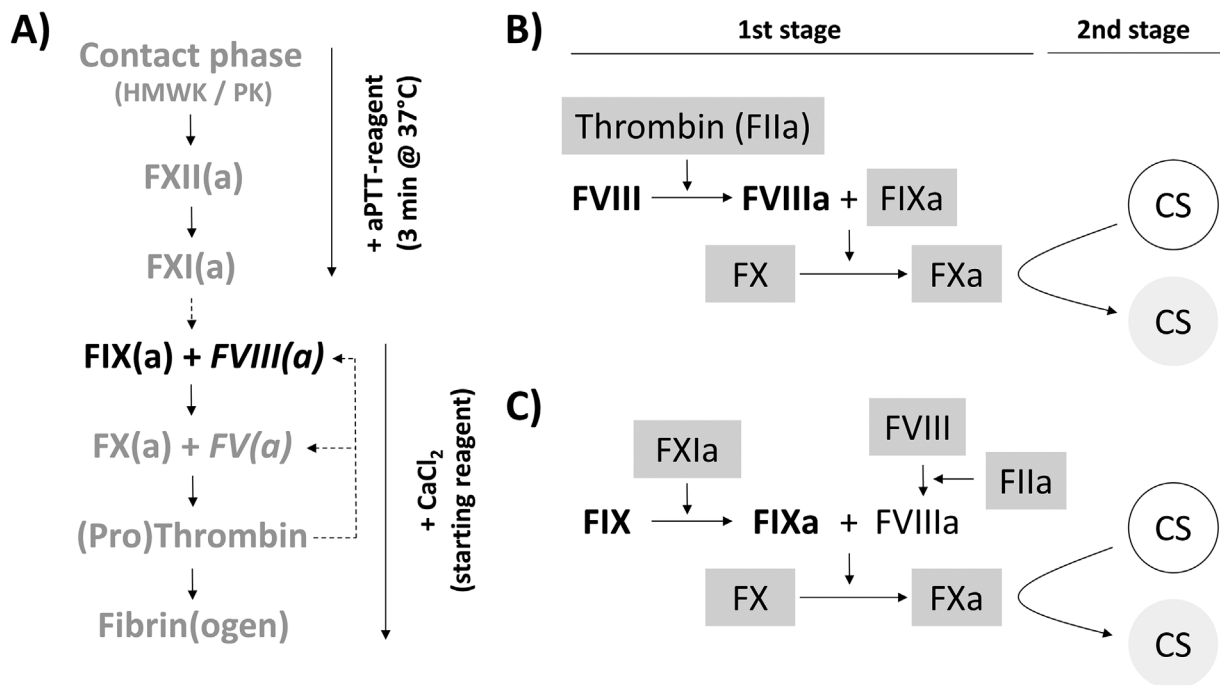 A)
Contact phase
(HMWK / PK)
FXII(a)
FXI(a)
FIX(a) + FVIII(a)
FX(a) + FV(a)
(Pro)Thrombin
Fibrin(ogen)
+ aPTT-reagent
(3 min @ 37°C)
+ CaCl₂
(starting reagent)
B)
1st stage
2nd stage
Thrombin (FIIa)
FVIII
FVIIIa + FIXa
FX
FXa
CS
CS
C)
FXIa
FVIII
FIIa
FIX
FIXa + FVIIIa
FX
FXa
CS
CS